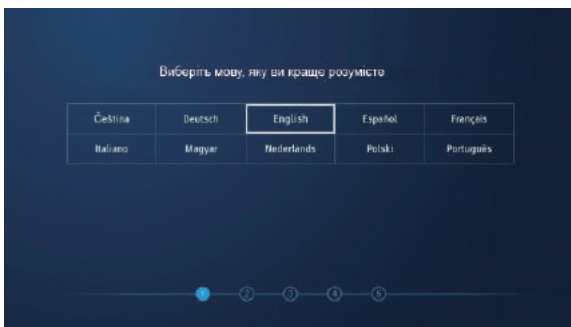 Виберіть мову, яку ви краще розумієте
Čeština Deutsch English Español Français
Italiano Magyar Nederlands Polski Português
1 2 3 4 5